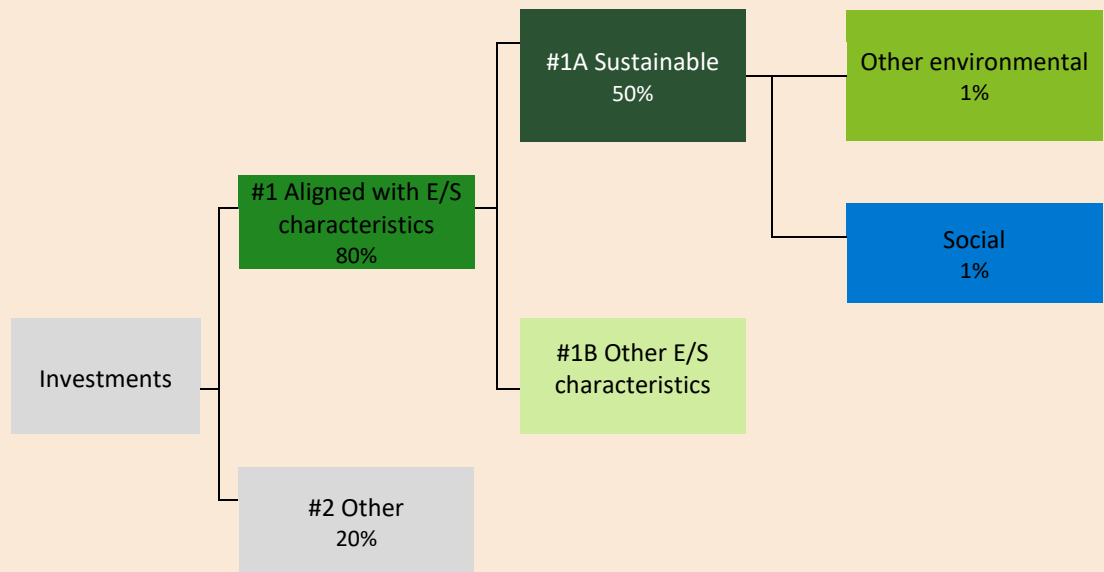 #1A Sustainable
50%
Other environmental
1%
#1 Aligned with E/S
characteristics
80%
Social
1%
Investments
#1B Other E/S
characteristics
#2 Other
20%